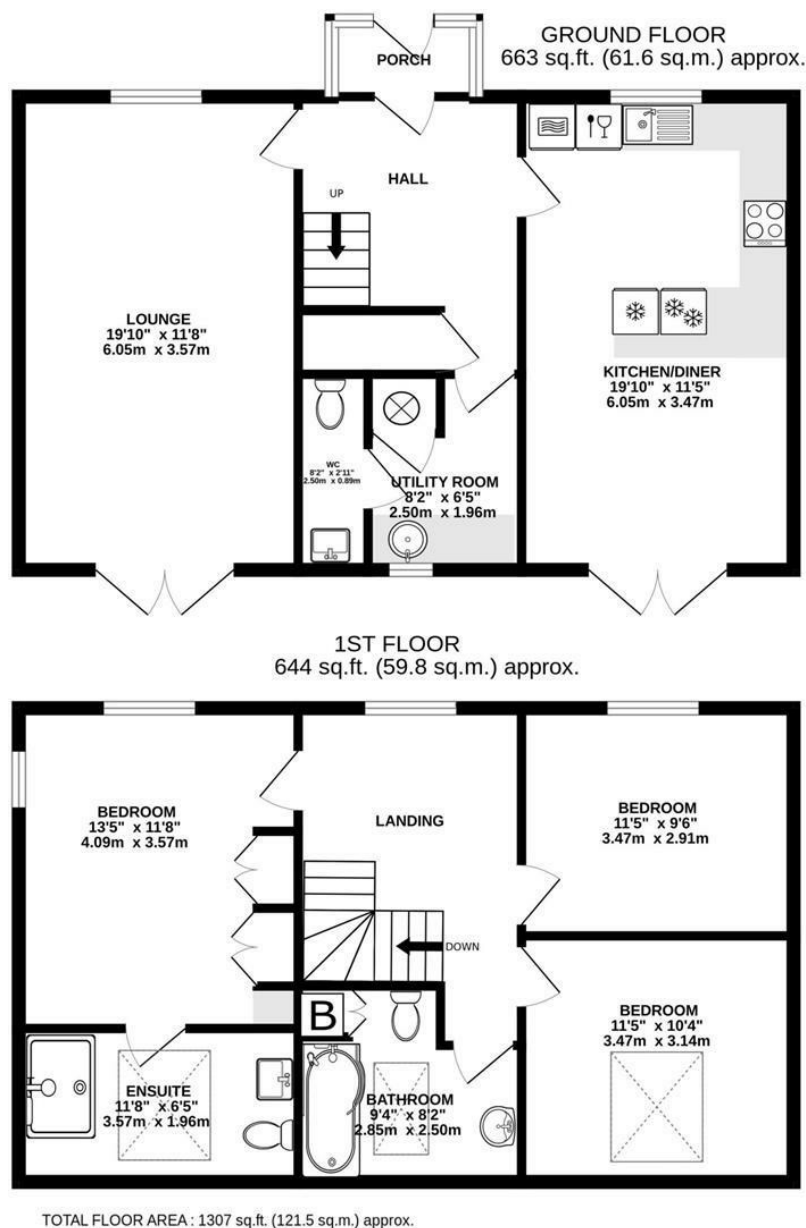 GROUND FLOOR
663 sq.ft. (61.6 sq.m.) approx.
PORCH
HALL
UP
LOUNGE
19'10" x 11'8"
6.05m x 3.57m
KITCHEN/DINER
19'10" x 11'5"
6.05m x 3.47m
WC
8'2" x 2'11"
2.50m x 0.89m
UTILITY ROOM
8'2" x 6'5"
2.50m x 1.96m
1ST FLOOR
644 sq.ft. (59.8 sq.m.) approx.
BEDROOM
13'5" x 11'8"
4.09m x 3.57m
LANDING
BEDROOM
11'5" x 9'6"
3.47m x 2.91m
DOWN
B
BEDROOM
11'5" x 10'4"
3.47m x 3.14m
ENSUITE
11'8" x 6'5"
3.57m x 1.96m
BATHROOM
9'4" x 8'2"
2.85m x 2.50m
TOTAL FLOOR AREA : 1307 sq.ft. (121.5 sq.m.) approx.